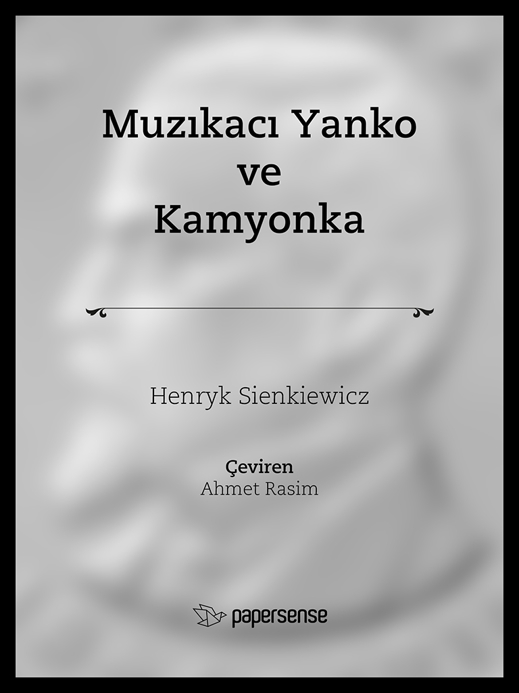 Muzıkacı Yanko
ve
Kamyonka
Henryk Sienkiewicz
Çeviren
Ahmet Rasim
papersense